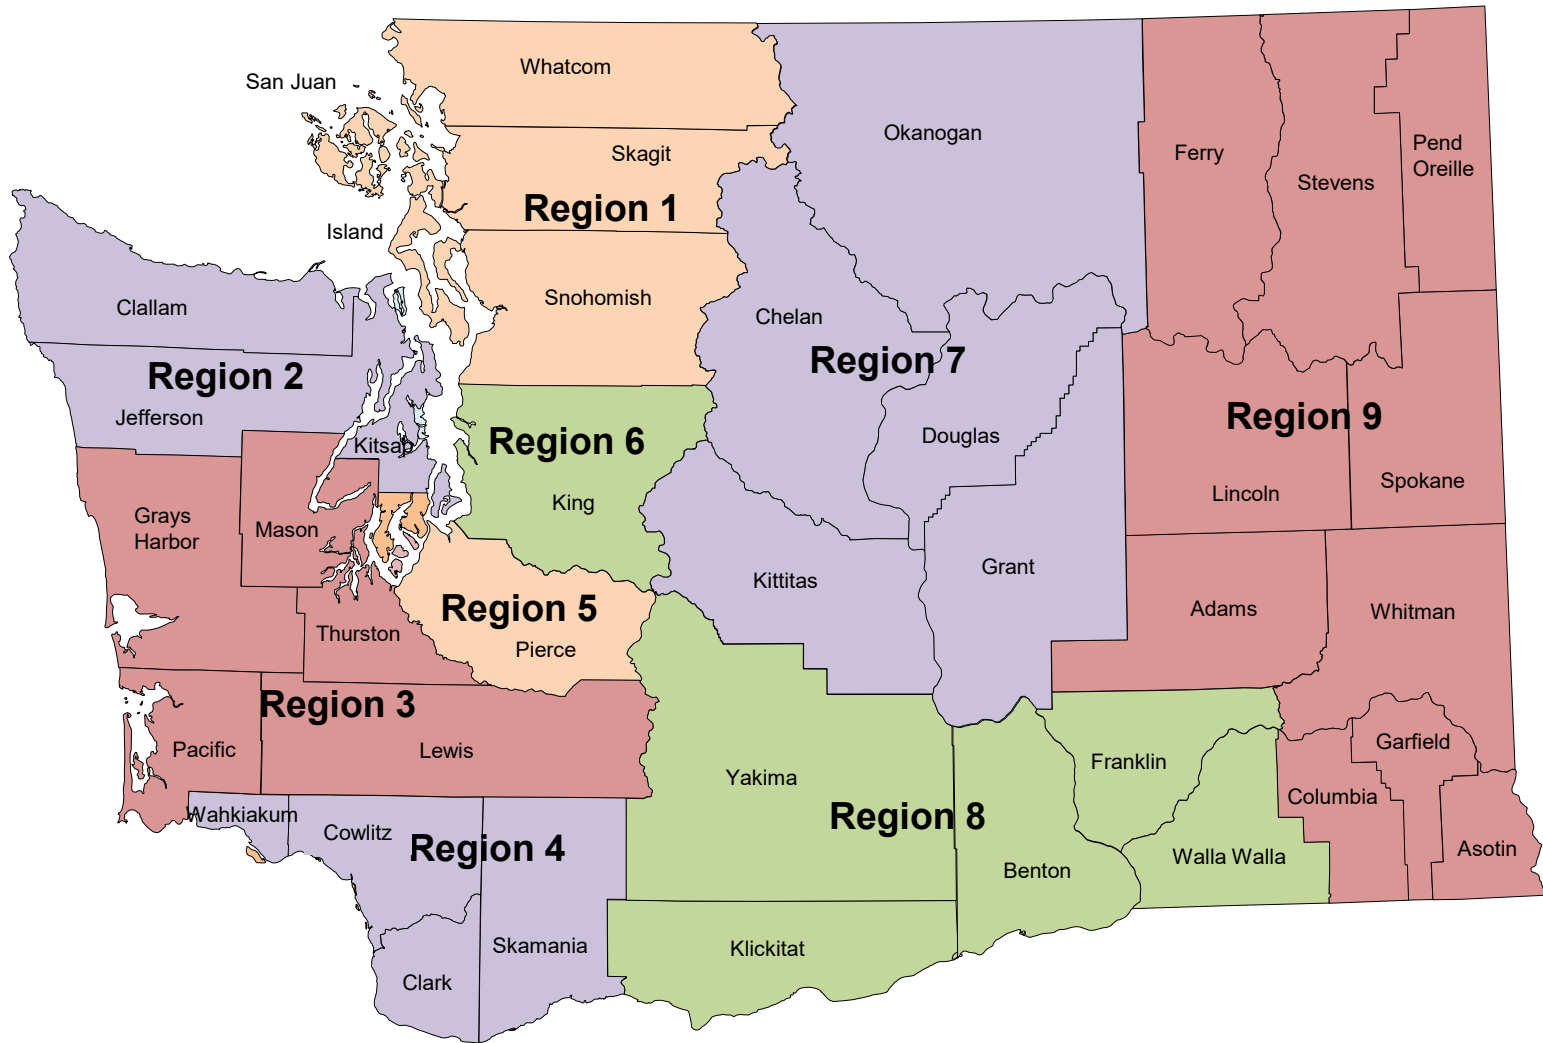 Whatcom
San Juan
Okanogan
Skagit
Ferry
Pend
Oreille
Stevens
Region 1
Island
Snohomish
Clallam
Chelan
Region 7
Region 2
Jefferson
Region 9
Kitsap
Region 6
Douglas
Lincoln
Spokane
King
Grays
Harbor
Mason
Grant
Kittitas
Region 5
Adams
Whitman
Thurston
Pierce
Region 3
Pacific
Lewis
Garfield
Franklin
Yakima
Columbia
Wahkiakum
Region 8
Cowlitz
Region 4
Asotin
Walla Walla
Benton
Skamania
Klickitat
Clark